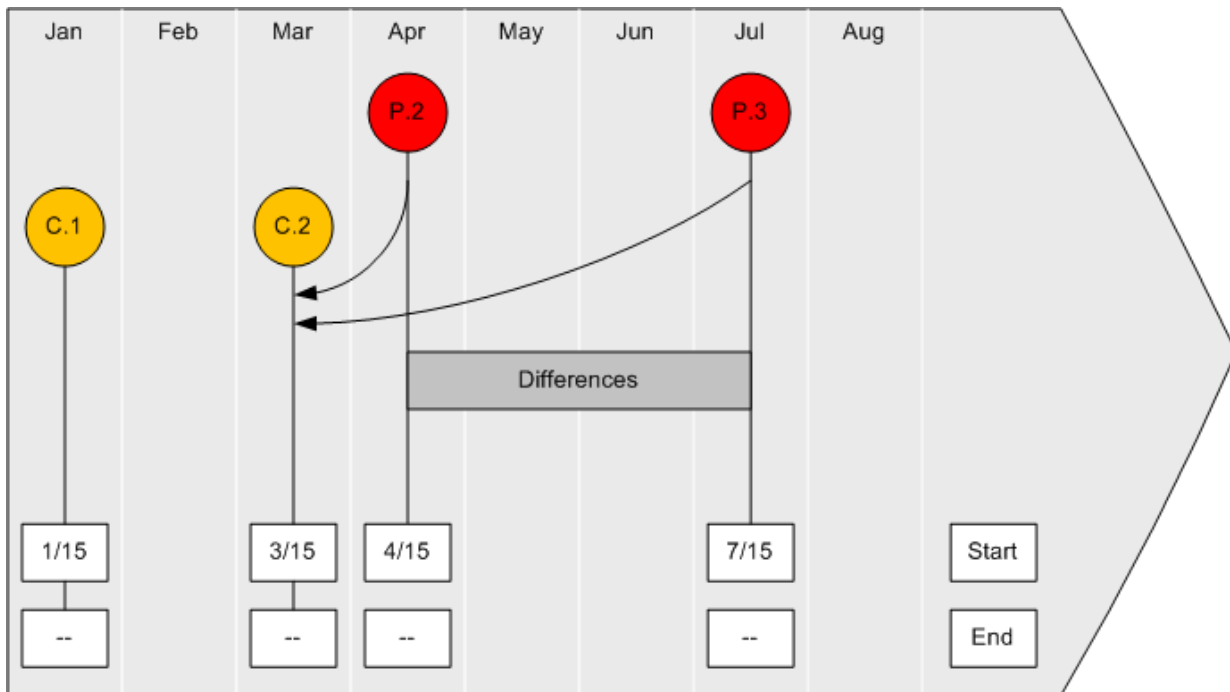 Jan Feb Mar Apr May Jun Jul Aug
P.2 P.3
C.1 C.2
Differences
1/15 3/15 4/15 7/15 Start
-- -- -- -- End